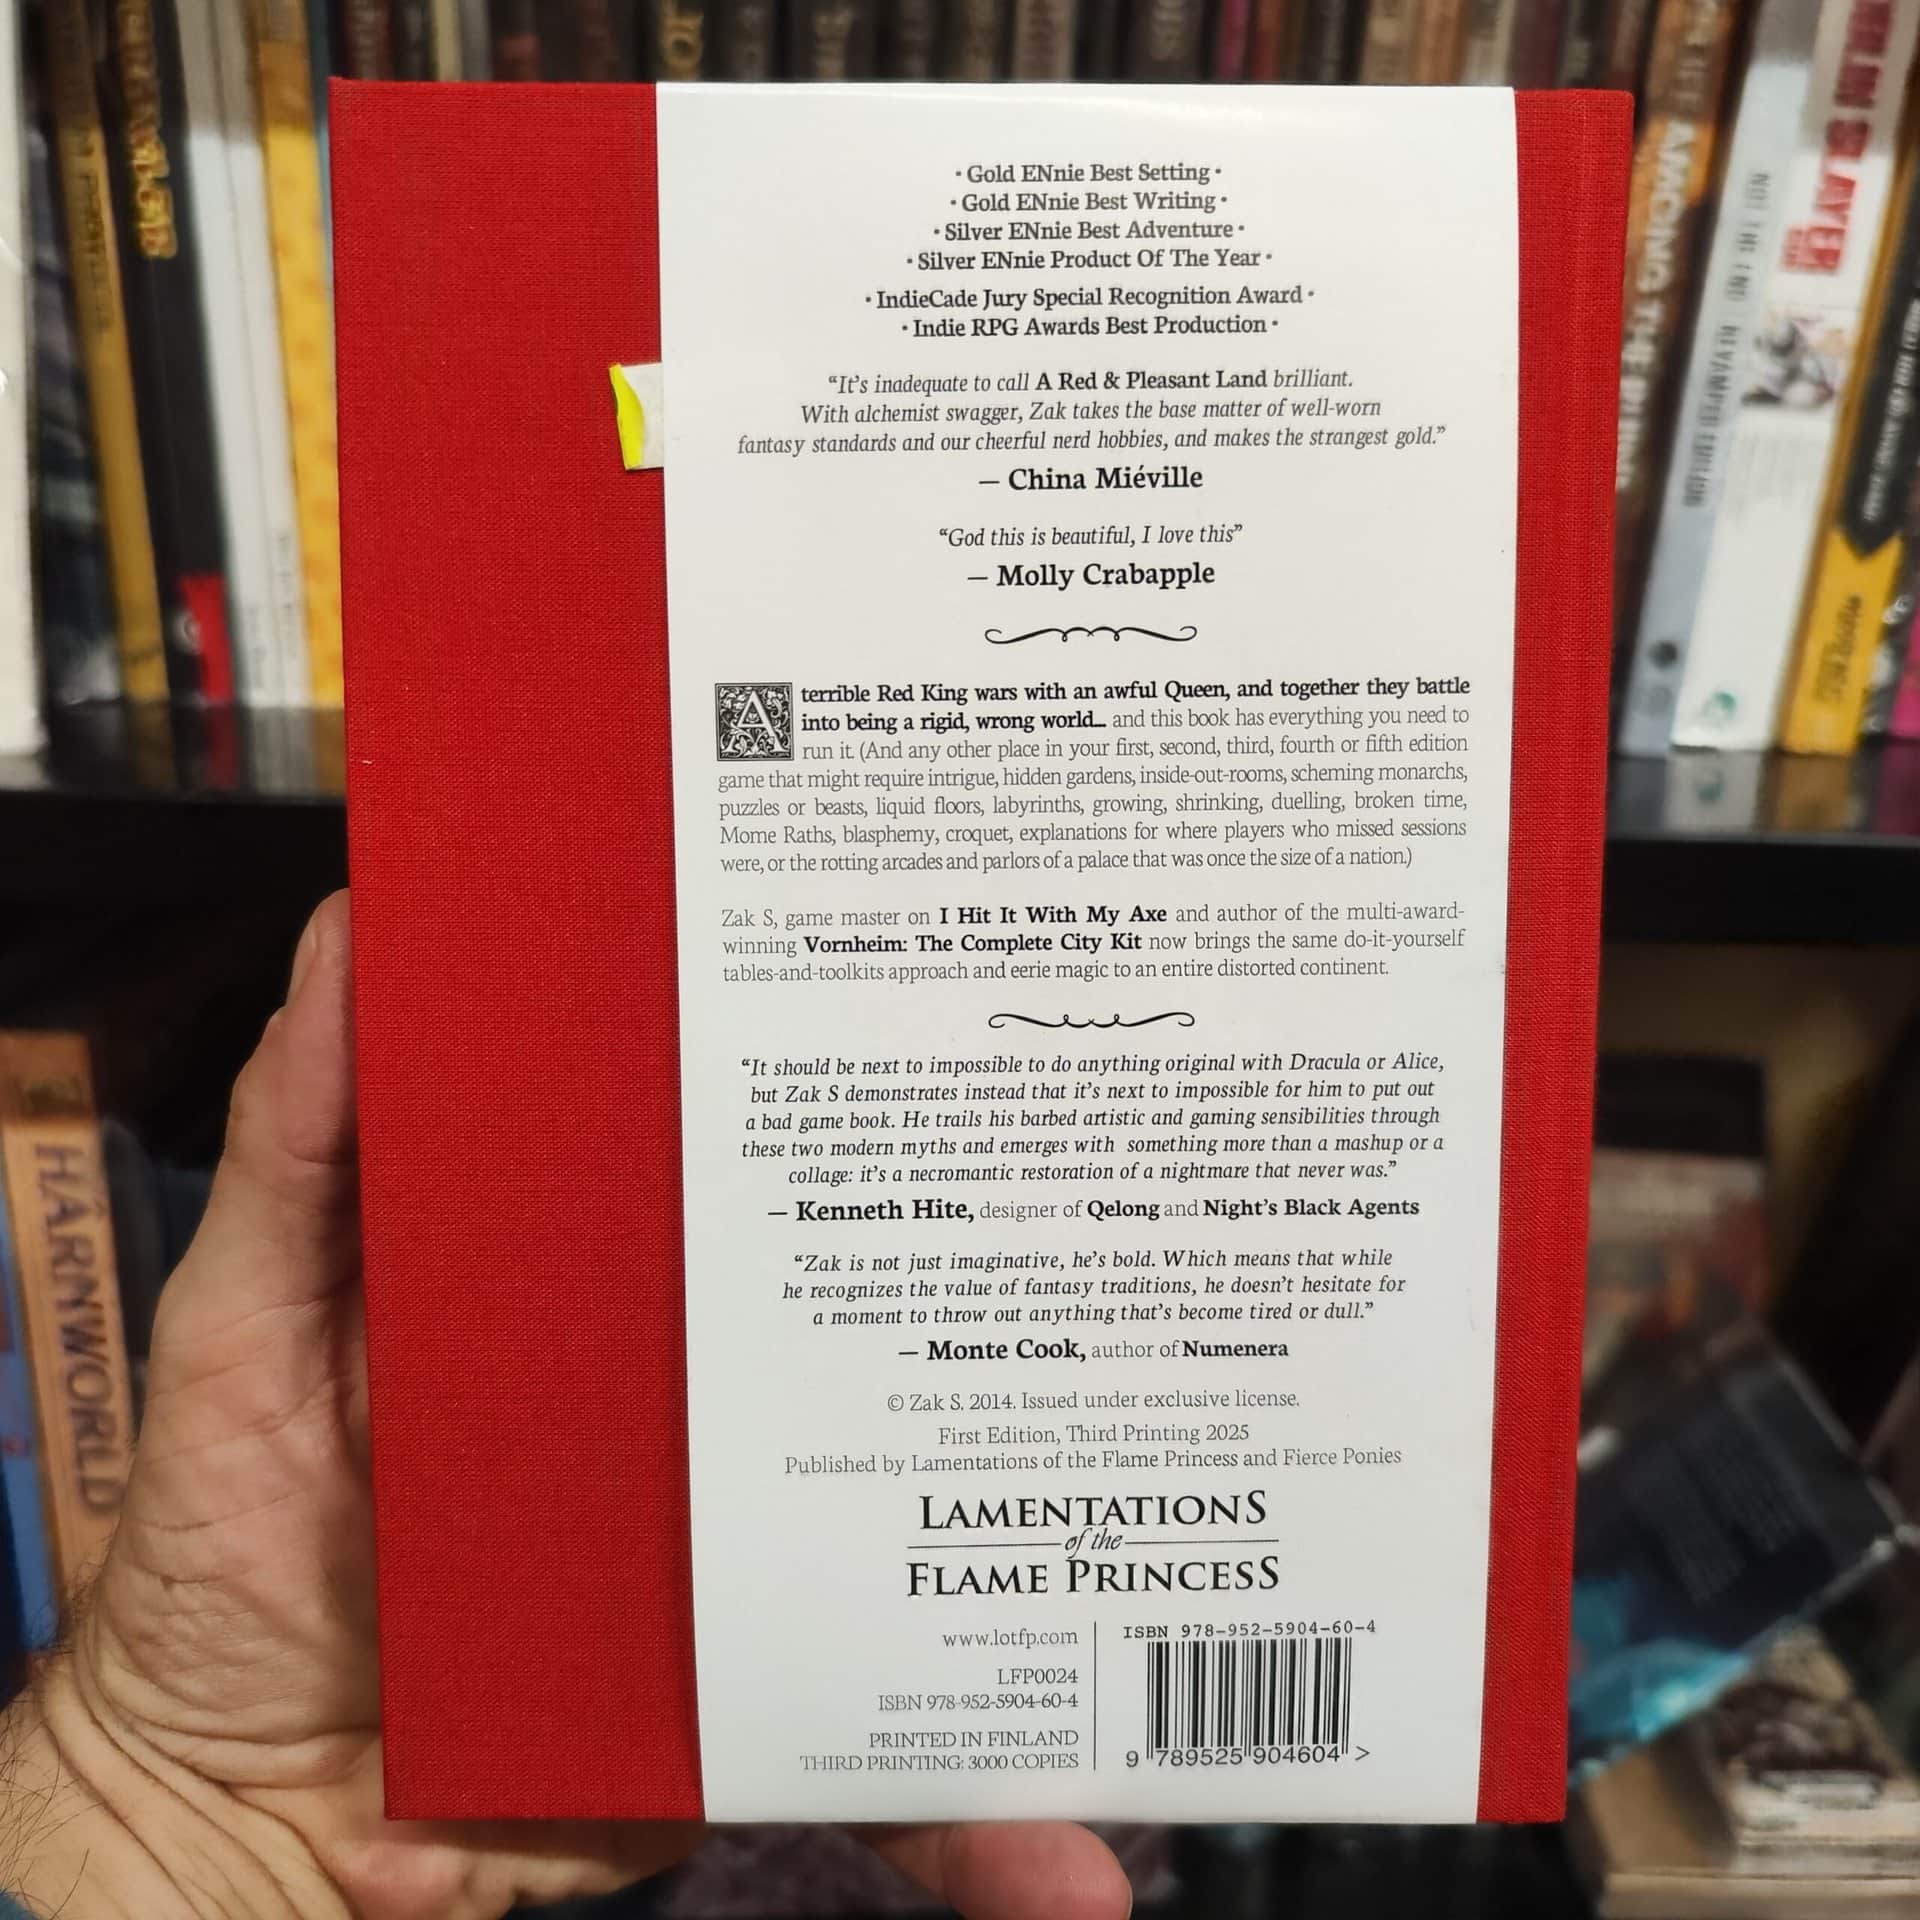 • Gold ENnie Best Setting •
• Gold ENnie Best Writing •
• Silver ENnie Best Adventure •
• Silver ENnie Product Of The Year •
• IndieCade Jury Special Recognition Award •
• Indie RPG Awards Best Production •
“It’s inadequate to call A Red & Pleasant Land brilliant.
With alchemist swagger, Zak takes the base matter of well-worn
fantasy standards and our cheerful nerd hobbies, and makes the strangest gold.”
— China Miéville
“God this is beautiful, I love this”
— Molly Crabapple
A terrible Red King wars with an awful Queen, and together they battle
into being a rigid, wrong world... and this book has everything you need to
run it. (And any other place in your first, second, third, fourth or fifth edition
game that might require intrigue, hidden gardens, inside-out-rooms, scheming monarchs,
puzzles or beasts, liquid floors, labyrinths, growing, shrinking, duelling, broken time,
Mome Raths, blasphemy, croquet, explanations for where players who missed sessions
were, or the rotting arcades and parlors of a palace that was once the size of a nation.)
Zak S, game master on I Hit It With My Axe and author of the multi-award-
winning Vornheim: The Complete City Kit now brings the same do-it-yourself
tables-and-toolkits approach and eerie magic to an entire distorted continent.
“It should be next to impossible to do anything original with Dracula or Alice,
but Zak S demonstrates instead that it’s next to impossible for him to put out
a bad game book. He trails his barbed artistic and gaming sensibilities through
these two modern myths and emerges with something more than a mashup or a
collage: it’s a necromantic restoration of a nightmare that never was.”
— Kenneth Hite, designer of Qelong and Night’s Black Agents
“Zak is not just imaginative, he’s bold. Which means that while
he recognizes the value of fantasy traditions, he doesn’t hesitate for
a moment to throw out anything that’s become tired or dull.”
— Monte Cook, author of Numenera
© Zak S. 2014. Issued under exclusive license.
First Edition, Third Printing 2025
Published by Lamentations of the Flame Princess and Fierce Ponies
LAMENTATIONS
of the
FLAME PRINCESS
www.lotfp.com
LFP0024
ISBN 978-952-5904-60-4
PRINTED IN FINLAND
THIRD PRINTING: 3000 COPIES
ISBN 978-952-5904-60-4
9 789525 904604 >
HÂRNWORLD